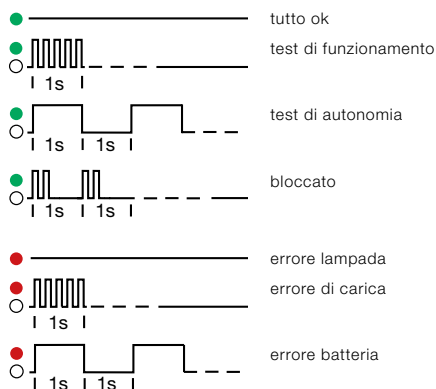 tutto ok
test di funzionamento
1s
test di autonomia
1s 1s
bloccato
1s 1s
errore lampada
errore di carica
1s
errore batteria
1s 1s